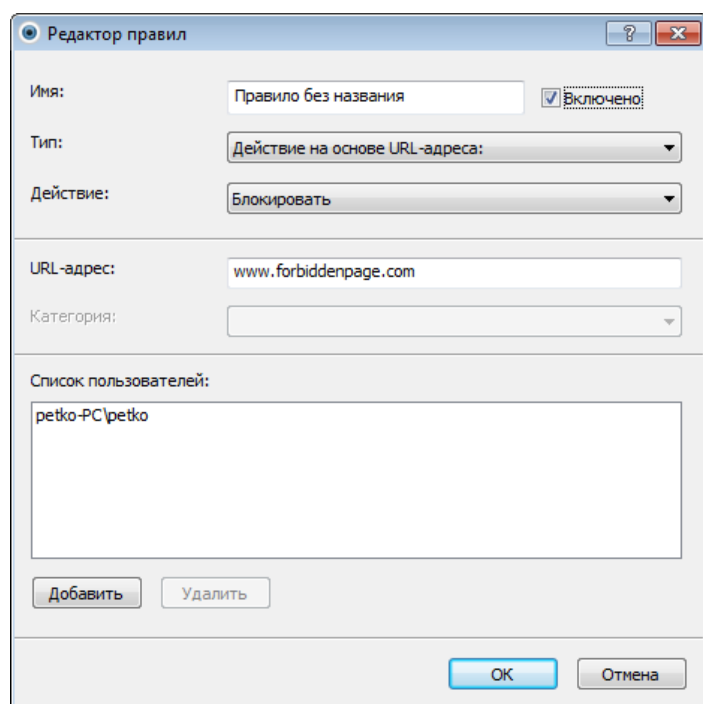 Редактор правил
?
Имя: Правило без названия Включено
Тип: Действие на основе URL-адреса:
Действие: Блокировать
URL-адрес: www.forbiddenpage.com
Категория:
Список пользователей:
petko-PC\petko
Добавить Удалить
OK Отмена